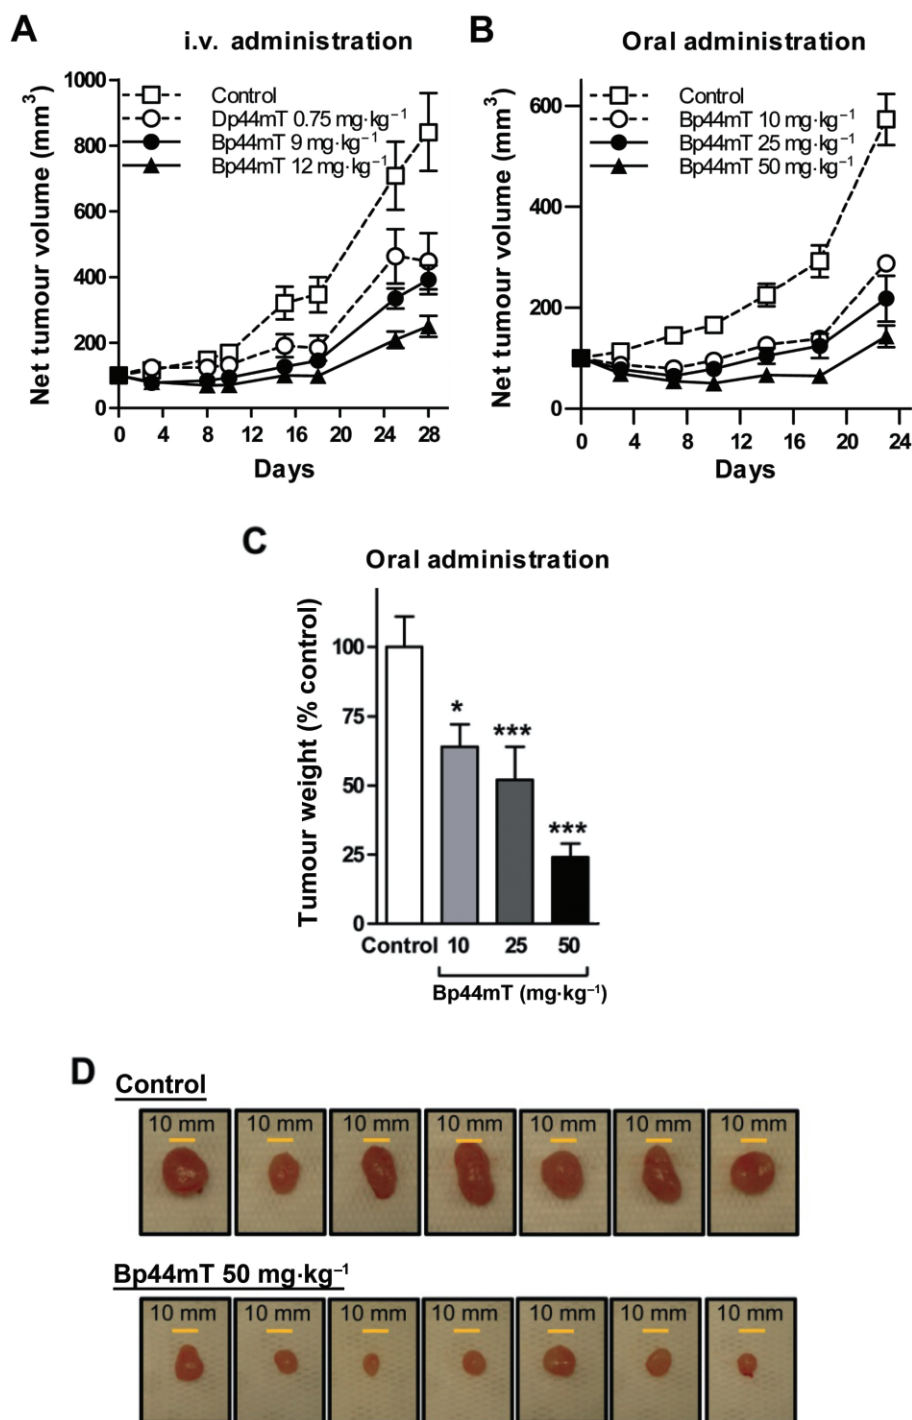 A
i.v. administration
Net tumour volume (mm³)
1000
800
600
400
200
0
Control
Dp44mT 0.75 mg·kg⁻¹
Bp44mT 9 mg·kg⁻¹
Bp44mT 12 mg·kg⁻¹
0 4 8 12 16 20 24 28
Days
B
Oral administration
Net tumour volume (mm³)
600
400
200
0
Control
Bp44mT 10 mg·kg⁻¹
Bp44mT 25 mg·kg⁻¹
Bp44mT 50 mg·kg⁻¹
0 4 8 12 16 20 24
Days
C
Oral administration
Tumour weight (% control)
100
75
50
25
0
*
***
***
Control 10 25 50
Bp44mT (mg·kg⁻¹)
D
Control
10 mm 10 mm 10 mm 10 mm 10 mm 10 mm 10 mm
Bp44mT 50 mg·kg⁻¹
10 mm 10 mm 10 mm 10 mm 10 mm 10 mm 10 mm